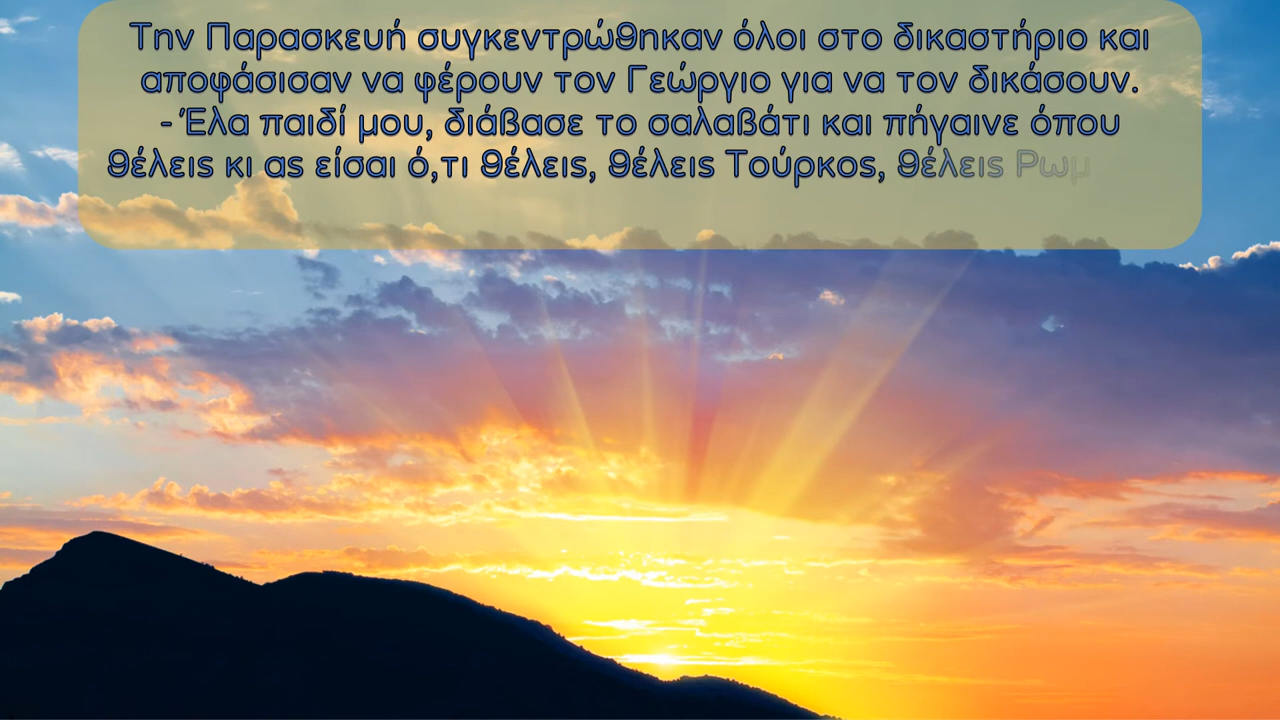 Την Παρασκευή συγκεντρώθηκαν όλοι στο δικαστήριο και
αποφάσισαν να φέρουν τον Γεώργιο για να τον δικάσουν.
- Έλα παιδί μου, διάβασε το σαλαβάτι και πήγαινε όπου
θέλεις κι ας είσαι ό,τι θέλεις, θέλεις Τούρκος, θέλεις Ρωμ